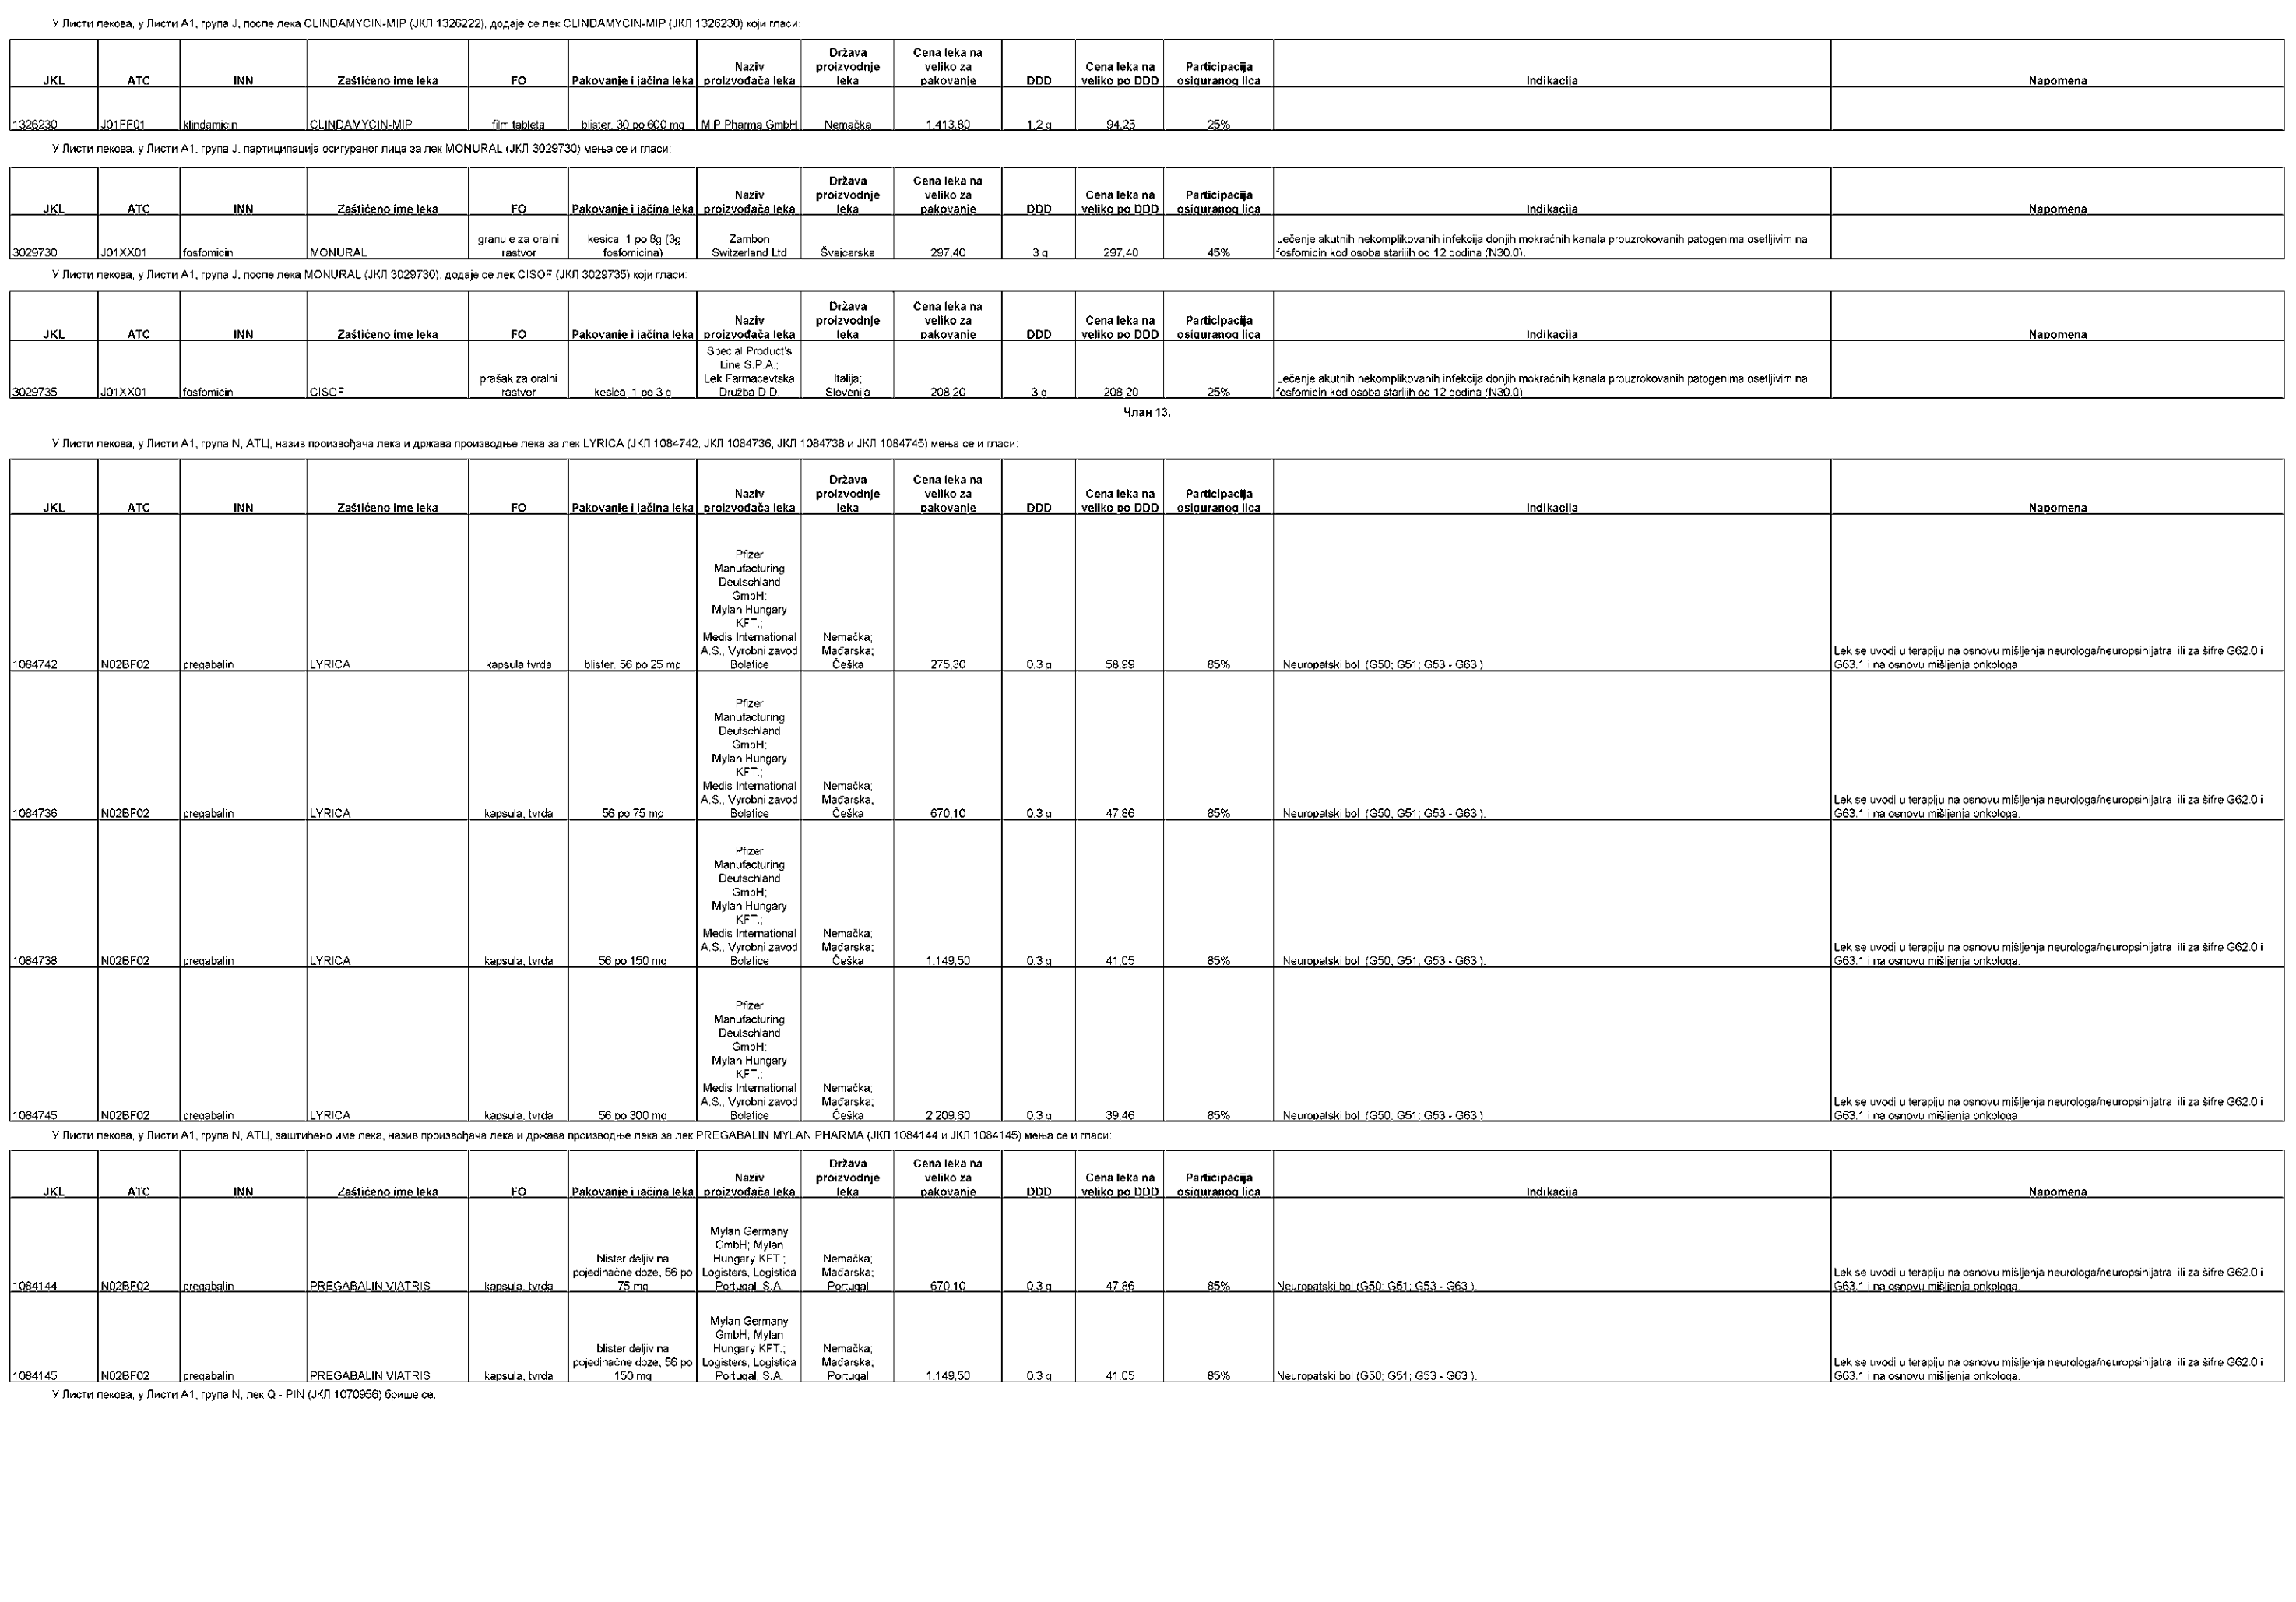 У Листи лекова, у Листи А1, група Ј, после лека CLINDAMYCIN-MIP (ЈКЛ 1326222), додаје се лек CLINDAMYCIN-MIP (ЈКЛ 1326230) који гласи:
JKL ATC INN Zaštićeno ime leka FO Pakovanje i jačina leka Naziv proizvođača leka Država proizvodnje leka Cena leka na veliko za pakovanje DDD Cena leka na veliko po DDD Participacija osiguranog lica Indikacija Napomena
1326230 J01FF01 klindamicin CLINDAMYCIN-MIP film tableta blister, 30 po 600 mg MiP Pharma GmbH Nemačka 1.413,80 1,2 g 94,25 25%
У Листи лекова, у Листи А1, група Ј, партиципација осигураног лица за лек MONURAL (ЈКЛ 3029730) мења се и гласи:
JKL ATC INN Zaštićeno ime leka FO Pakovanje i jačina leka Naziv proizvođača leka Država proizvodnje leka Cena leka na veliko za pakovanje DDD Cena leka na veliko po DDD Participacija osiguranog lica Indikacija Napomena
3029730 J01XX01 fosfomicin MONURAL granule za oralni rastvor kesica, 1 po 8g (3g fosfomicina) Zambon Switzerland Ltd Švajcarska 297,40 3 g 297,40 45% Lečenje akutnih nekomplikovanih infekcija donjih mokraćnih kanala prouzrokovanih patogenima osetljivim na fosfomicin kod osoba starijih od 12 godina (N30.0).
У Листи лекова, у Листи А1, група Ј, после лека MONURAL (ЈКЛ 3029730), додаје се лек CISOF (ЈКЛ 3029735) који гласи:
JKL ATC INN Zaštićeno ime leka FO Pakovanje i jačina leka Naziv proizvođača leka Država proizvodnje leka Cena leka na veliko za pakovanje DDD Cena leka na veliko po DDD Participacija osiguranog lica Indikacija Napomena
3029735 J01XX01 fosfomicin CISOF prašak za oralni rastvor kesica, 1 po 3 g Special Product's Line S.P.A.; Lek Farmacevtska Družba D.D. Italija; Slovenija 208,20 3 g 208,20 25% Lečenje akutnih nekomplikovanih infekcija donjih mokraćnih kanala prouzrokovanih patogenima osetljivim na fosfomicin kod osoba starijih od 12 godina (N30.0)
Члан 13.
У Листи лекова, у Листи А1, група N, АТЦ, назив произвођача лека и држава производње лека за лек LYRICA (ЈКЛ 1084742, ЈКЛ 1084736, ЈКЛ 1084738 и ЈКЛ 1084745) мења се и гласи:
JKL ATC INN Zaštićeno ime leka FO Pakovanje i jačina leka Naziv proizvođača leka Država proizvodnje leka Cena leka na veliko za pakovanje DDD Cena leka na veliko po DDD Participacija osiguranog lica Indikacija Napomena
1084742 N02BF02 pregabalin LYRICA kapsula tvrda blister, 56 po 25 mg Pfizer Manufacturing Deutschland GmbH; Mylan Hungary KFT.; Medis International A.S., Vyrobni zavod Bolatice Nemačka; Mađarska; Češka 275,30 0,3 g 58,99 85% Neuropatski bol (G50; G51; G53 - G63 ) Lek se uvodi u terapiju na osnovu mišljenja neurologa/neuropsihijatra ili za šifre G62.0 i G63.1 i na osnovu mišljenja onkologa
1084736 N02BF02 pregabalin LYRICA kapsula, tvrda 56 po 75 mg Pfizer Manufacturing Deutschland GmbH; Mylan Hungary KFT.; Medis International A.S., Vyrobni zavod Bolatice Nemačka; Mađarska, Češka 670,10 0,3 g 47,86 85% Neuropatski bol (G50; G51; G53 - G63 ). Lek se uvodi u terapiju na osnovu mišljenja neurologa/neuropsihijatra ili za šifre G62.0 i G63.1 i na osnovu mišljenja onkologa.
1084738 N02BF02 pregabalin LYRICA kapsula, tvrda 56 po 150 mg Pfizer Manufacturing Deutschland GmbH; Mylan Hungary KFT.; Medis International A.S., Vyrobni zavod Bolatice Nemačka; Mađarska; Češka 1.149,50 0,3 g 41,05 85% Neuropatski bol (G50; G51; G53 - G63 ). Lek se uvodi u terapiju na osnovu mišljenja neurologa/neuropsihijatra ili za šifre G62.0 i G63.1 i na osnovu mišljenja onkologa.
1084745 N02BF02 pregabalin LYRICA kapsula, tvrda 56 po 300 mg Pfizer Manufacturing Deutschland GmbH; Mylan Hungary KFT.; Medis International A.S., Vyrobni zavod Bolatice Nemačka; Mađarska; Češka 2.209,60 0,3 g 39,46 85% Neuropatski bol (G50; G51; G53 - G63 ) Lek se uvodi u terapiju na osnovu mišljenja neurologa/neuropsihijatra ili za šifre G62.0 i G63.1 i na osnovu mišljenja onkologa
У Листи лекова, у Листи А1, група N, АТЦ, заштићено име лека, назив произвођача лека и држава производње лека за лек PREGABALIN MYLAN PHARMA (ЈКЛ 1084144 и ЈКЛ 1084145) мења се и гласи:
JKL ATC INN Zaštićeno ime leka FO Pakovanje i jačina leka Naziv proizvođača leka Država proizvodnje leka Cena leka na veliko za pakovanje DDD Cena leka na veliko po DDD Participacija osiguranog lica Indikacija Napomena
1084144 N02BF02 pregabalin PREGABALIN VIATRIS kapsula, tvrda blister deljiv na pojedinačne doze, 56 po 75 mg Mylan Germany GmbH; Mylan Hungary KFT.; Logisters, Logistica Portugal, S.A. Nemačka; Mađarska; Portugal 670,10 0,3 g 47,86 85% Neuropatski bol (G50; G51; G53 - G63 ). Lek se uvodi u terapiju na osnovu mišljenja neurologa/neuropsihijatra ili za šifre G62.0 i G63.1 i na osnovu mišljenja onkologa.
1084145 N02BF02 pregabalin PREGABALIN VIATRIS kapsula, tvrda blister deljiv na pojedinačne doze, 56 po 150 mg Mylan Germany GmbH; Mylan Hungary KFT.; Logisters, Logistica Portugal, S.A. Nemačka; Mađarska; Portugal 1.149,50 0,3 g 41,05 85% Neuropatski bol (G50; G51; G53 - G63 ). Lek se uvodi u terapiju na osnovu mišljenja neurologa/neuropsihijatra ili za šifre G62.0 i G63.1 i na osnovu mišljenja onkologa.
У Листи лекова, у Листи А1, група N, лек Q - PIN (ЈКЛ 1070956) брише се.